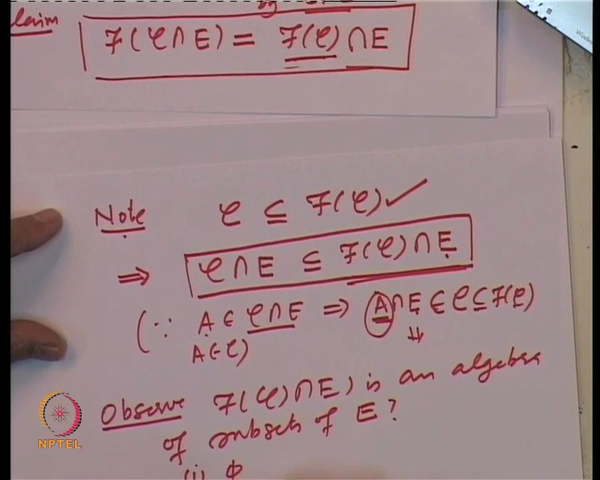 claim
F(𝒞∩E) = F(𝒞)∩E
Note 𝒞 ⊆ F(𝒞) ✓
⇒ 𝒞∩E ⊆ F(𝒞)∩E
(∵ A ∈ 𝒞∩E ⇒ A∩E ∈ 𝒞 ⊆ F(E)
A ∈ 𝒞)
Observe F(𝒞)∩E) is an algebra
of subsets of E?
(i) φ
NPTEL